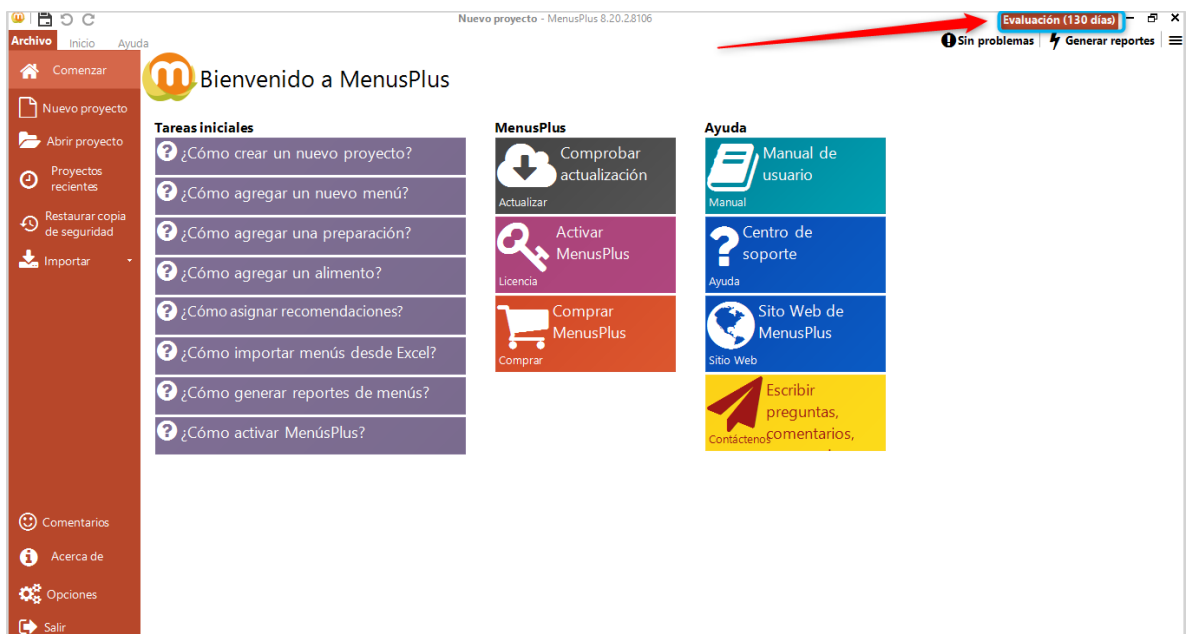 Nuevo proyecto - MenusPlus 8.20.2.8106
Evaluación (130 días)
Archivo
Inicio
Ayuda
Sin problemas
Generar reportes
Comenzar
Nuevo proyecto
Abrir proyecto
Proyectos
recientes
Restaurar copia
de seguridad
Importar
Comentarios
Acerca de
Opciones
Salir
Bienvenido a MenusPlus
Tareas iniciales
¿Cómo crear un nuevo proyecto?
¿Cómo agregar un nuevo menú?
¿Cómo agregar una preparación?
¿Cómo agregar un alimento?
¿Cómo asignar recomendaciones?
¿Cómo importar menús desde Excel?
¿Cómo generar reportes de menús?
¿Cómo activar MenúsPlus?
MenusPlus
Comprobar
actualización
Actualizar
Activar
MenusPlus
Licencia
Comprar
MenusPlus
Comprar
Ayuda
Manual de
usuario
Manual
Centro de
soporte
Ayuda
Sito Web de
MenusPlus
Sitio Web
Escribir
preguntas,
comentarios,
Contáctenos